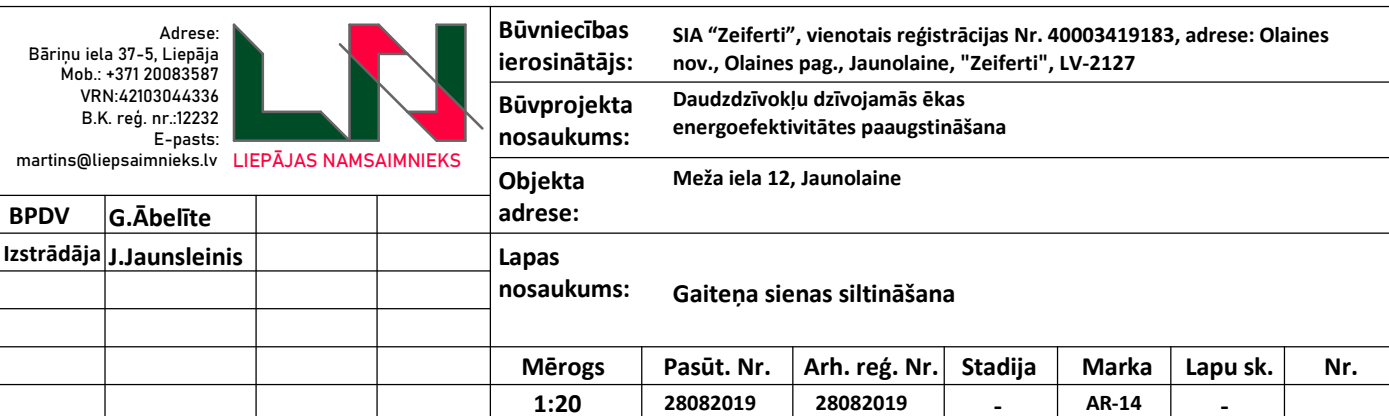 Adrese:
Bāriņu iela 37-5, Liepāja
Mob.: +371 20083587
VRN:42103044336
B.K. reģ. nr.:12232
E-pasts:
martins@liepsaimnieks.lv
LN
LIEPĀJAS NAMSAIMNIEKS
Būvniecības
ierosinātājs:
SIA “Zeiferti”, vienotais reģistrācijas Nr. 40003419183, adrese: Olaines
nov., Olaines pag., Jaunolaine, "Zeiferti", LV-2127
Būvprojekta
nosaukums:
Daudzdzīvokļu dzīvojamās ēkas
energoefektivitātes paaugstināšana
Objekta
adrese:
Meža iela 12, Jaunolaine
BPDV G.Ābelīte
Izstrādāja J.Jaunsleinis
Lapas
nosaukums:
Gaiteņa sienas siltināšana
Mērogs Pasūt. Nr. Arh. reģ. Nr. Stadija Marka Lapu sk. Nr.
1:20 28082019 28082019 - AR-14 -